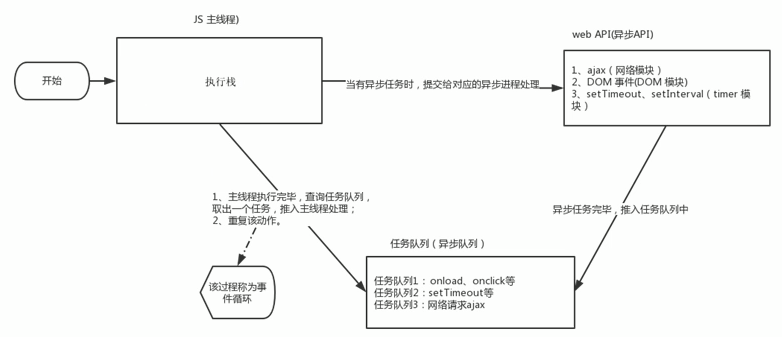 JS 主线程)
web API(异步API)
开始
执行栈
当有异步任务时，提交给对应的异步进程处理
1、ajax（网络模块）
2、DOM 事件(DOM 模块)
3、setTimeout、setInterval（timer 模
块）
1、主线程执行完毕，查询任务队列，
取出一个任务，推入主线程处理；
2、重复该动作。
异步任务完毕，推入任务队列中
任务队列（异步队列）
该过程称为事
件循环
任务队列1： onload、onclick等
任务队列2：setTimeout等
任务队列3：网络请求ajax